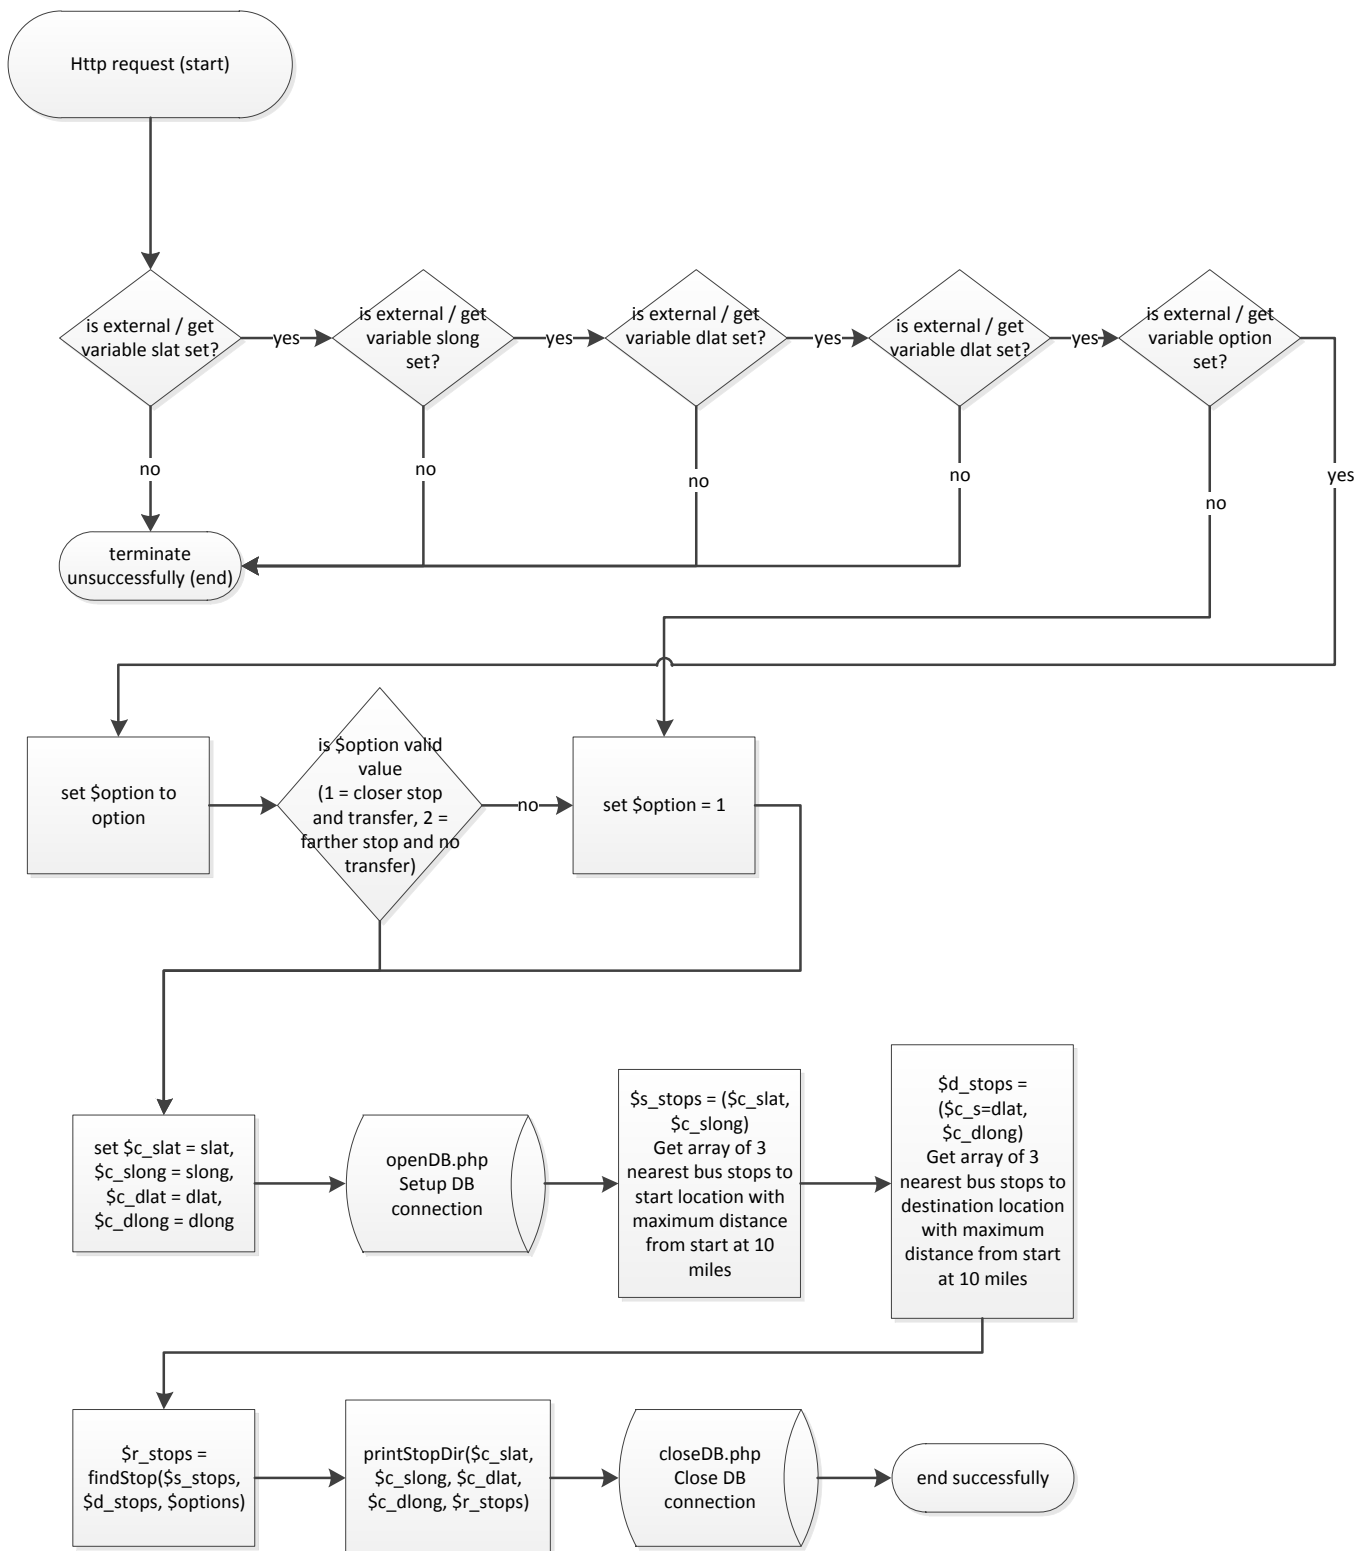 Http request (start)
is external / get
variable slat set?
yes
is external / get
variable slong
set?
yes
is external / get
variable dlat set?
yes
is external / get
variable dlat set?
yes
is external / get
variable option
set?
no
no
no
no
no
yes
terminate
unsuccessfully (end)
set $option to
option
is $option valid
value
(1 = closer stop
and transfer, 2 =
farther stop and no
transfer)
no
set $option = 1
set $c_slat = slat,
$c_slong = slong,
$c_dlat = dlat,
$c_dlong = dlong
openDB.php
Setup DB
connection
$s_stops = ($c_slat,
$c_slong)
Get array of 3
nearest bus stops to
start location with
maximum distance
from start at 10
miles
$d_stops =
($c_s=dlat,
$c_dlong)
Get array of 3
nearest bus stops to
destination location
with maximum
distance from start
at 10 miles
$r_stops =
findStop($s_stops,
$d_stops, $options)
printStopDir($c_slat,
$c_slong, $c_dlat,
$c_dlong, $r_stops)
closeDB.php
Close DB
connection
end successfully